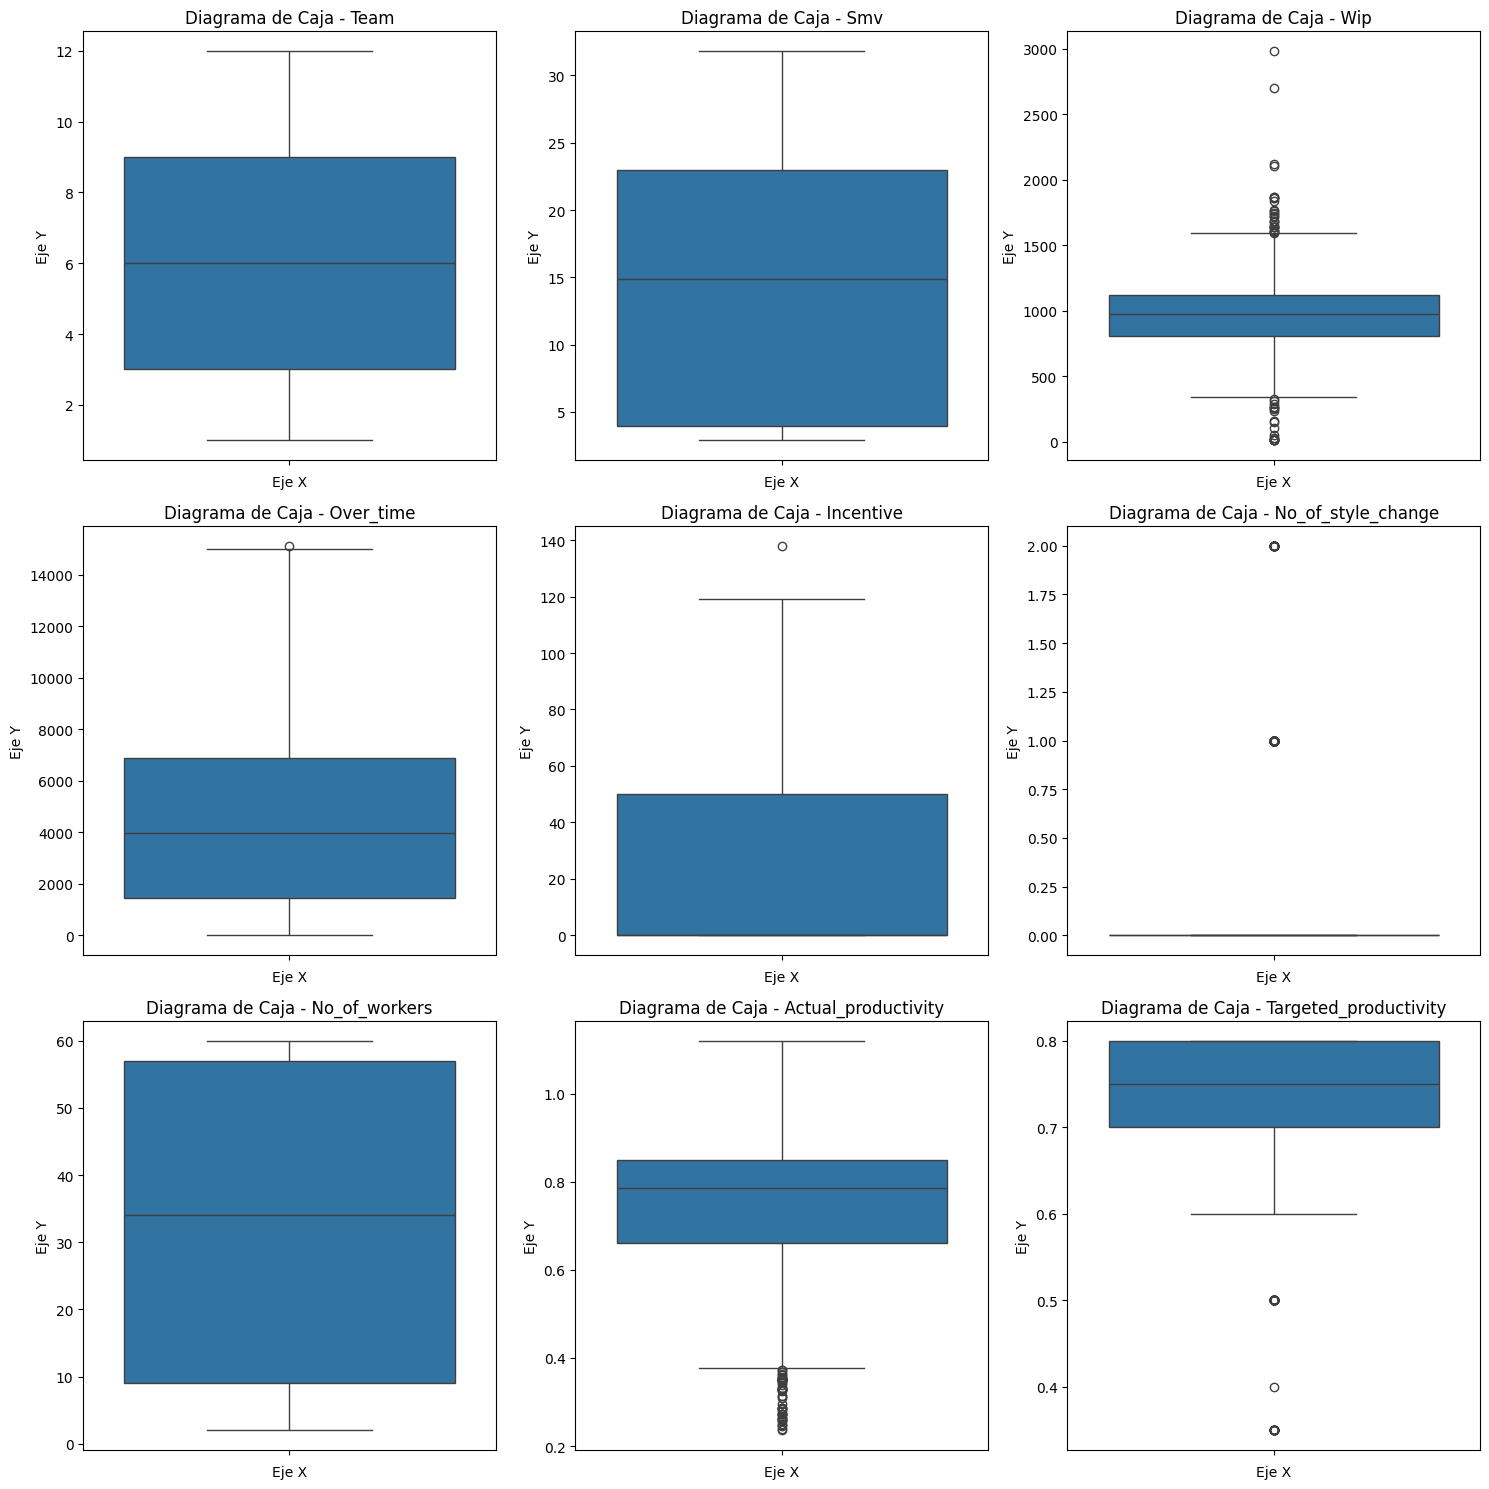 Diagrama de Caja - Team
12
10
8
6
4
2
Eje Y
Eje X
Diagrama de Caja - Smv
30
25
20
15
10
5
Eje Y
Eje X
Diagrama de Caja - Wip
3000
2500
2000
1500
1000
500
0
Eje Y
Eje X
Diagrama de Caja - Over_time
14000
12000
10000
8000
6000
4000
2000
0
Eje Y
Eje X
Diagrama de Caja - Incentive
140
120
100
80
60
40
20
0
Eje Y
Eje X
Diagrama de Caja - No_of_style_change
2.00
1.75
1.50
1.25
1.00
0.75
0.50
0.25
0.00
Eje Y
Eje X
Diagrama de Caja - No_of_workers
60
50
40
30
20
10
0
Eje Y
Eje X
Diagrama de Caja - Actual_productivity
1.0
0.8
0.6
0.4
0.2
Eje Y
Eje X
Diagrama de Caja - Targeted_productivity
0.8
0.7
0.6
0.5
0.4
Eje Y
Eje X